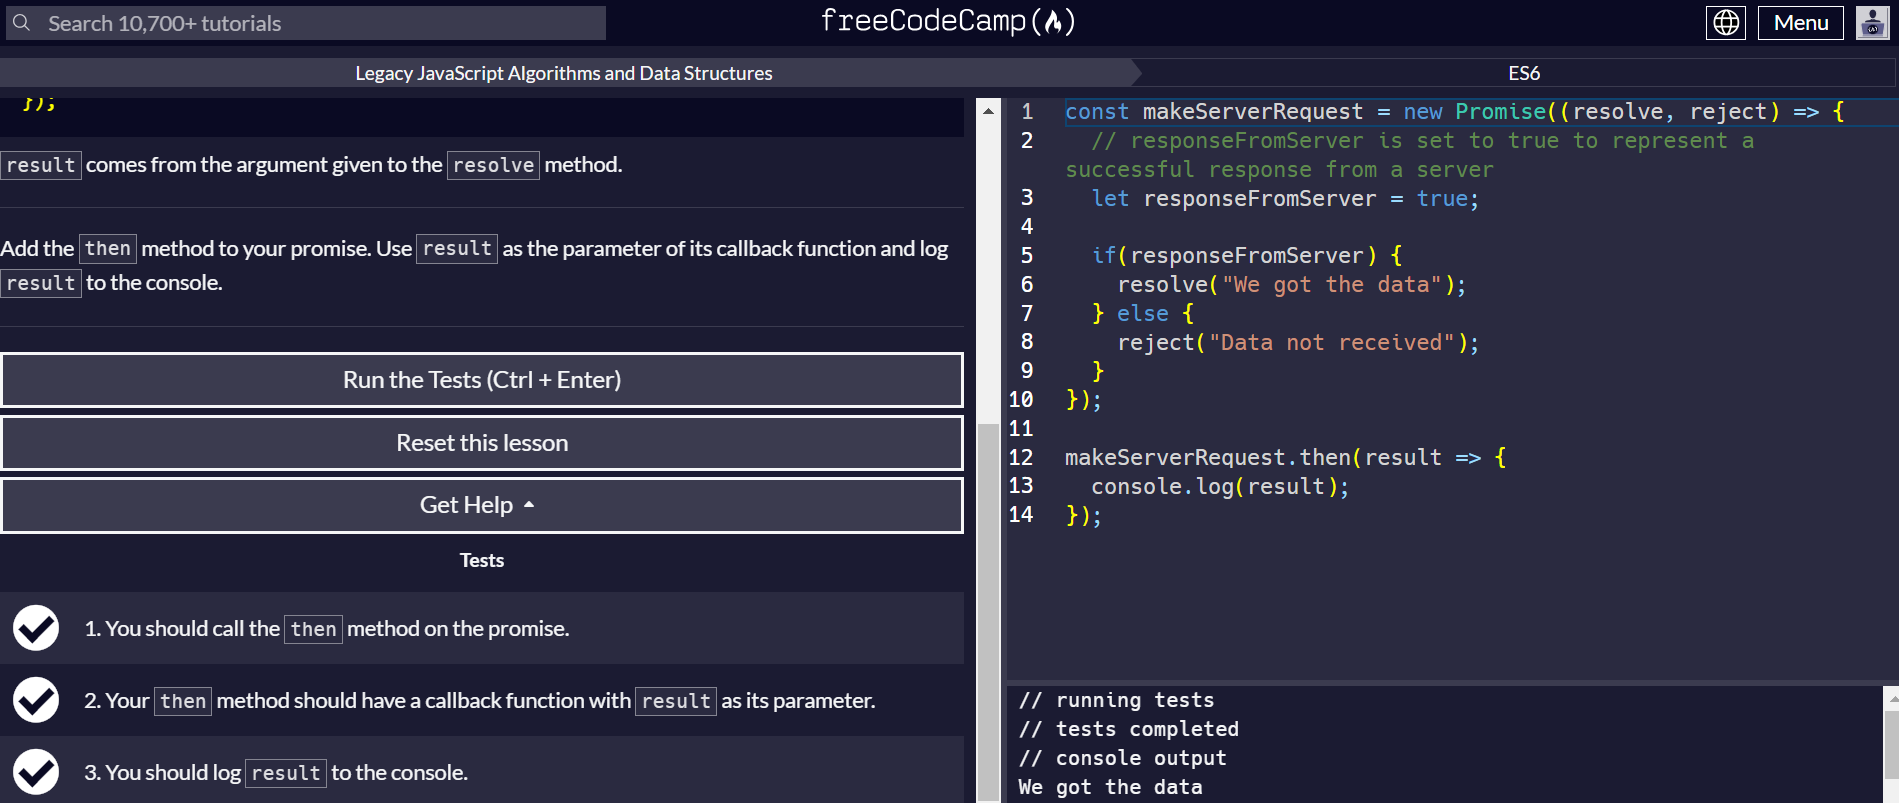 Search 10,700+ tutorials
freeCodeCamp
Menu
Legacy JavaScript Algorithms and Data Structures
ES6
});
result comes from the argument given to the resolve method.
Add the then method to your promise. Use result as the parameter of its callback function and log
result to the console.
Run the Tests (Ctrl + Enter)
Reset this lesson
Get Help
Tests
1. You should call the then method on the promise.
2. Your then method should have a callback function with result as its parameter.
3. You should log result to the console.
1 const makeServerRequest = new Promise((resolve, reject) => {
2   // responseFromServer is set to true to represent a
successful response from a server
3   let responseFromServer = true;
4
5   if(responseFromServer) {
6     resolve("We got the data");
7   } else {
8     reject("Data not received");
9   }
10 });
11
12 makeServerRequest.then(result => {
13   console.log(result);
14 });
// running tests
// tests completed
// console output
We got the data